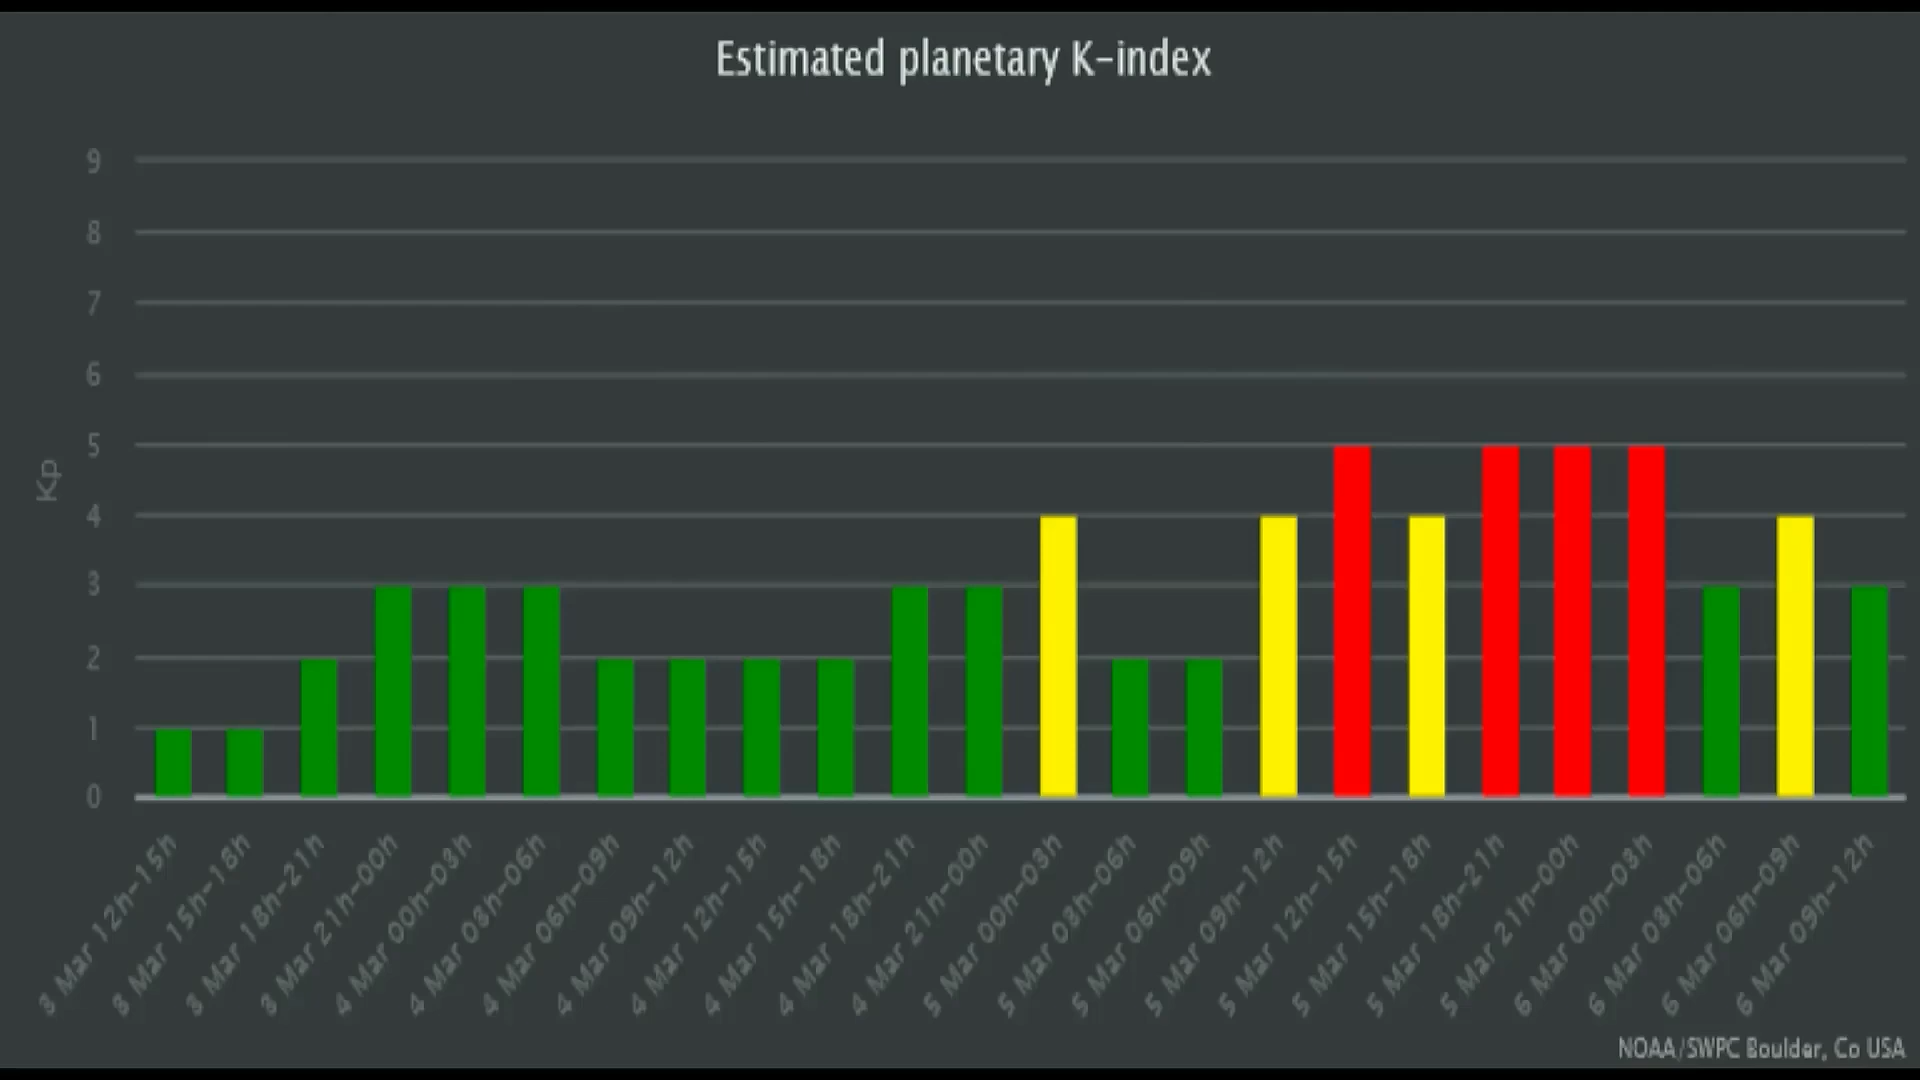 Estimated planetary K-index
9
8
7
6
5
Kp
4
3
2
1
0
3 Mar 12h-15h
3 Mar 15h-18h
3 Mar 18h-21h
3 Mar 21h-00h
4 Mar 00h-03h
4 Mar 03h-06h
4 Mar 06h-09h
4 Mar 09h-12h
4 Mar 12h-15h
4 Mar 15h-18h
4 Mar 18h-21h
4 Mar 21h-00h
5 Mar 00h-03h
5 Mar 03h-06h
5 Mar 06h-09h
5 Mar 09h-12h
5 Mar 12h-15h
5 Mar 15h-18h
5 Mar 18h-21h
5 Mar 21h-00h
6 Mar 00h-03h
6 Mar 03h-06h
6 Mar 06h-09h
6 Mar 09h-12h
NOAA/SWPC Boulder, Co USA